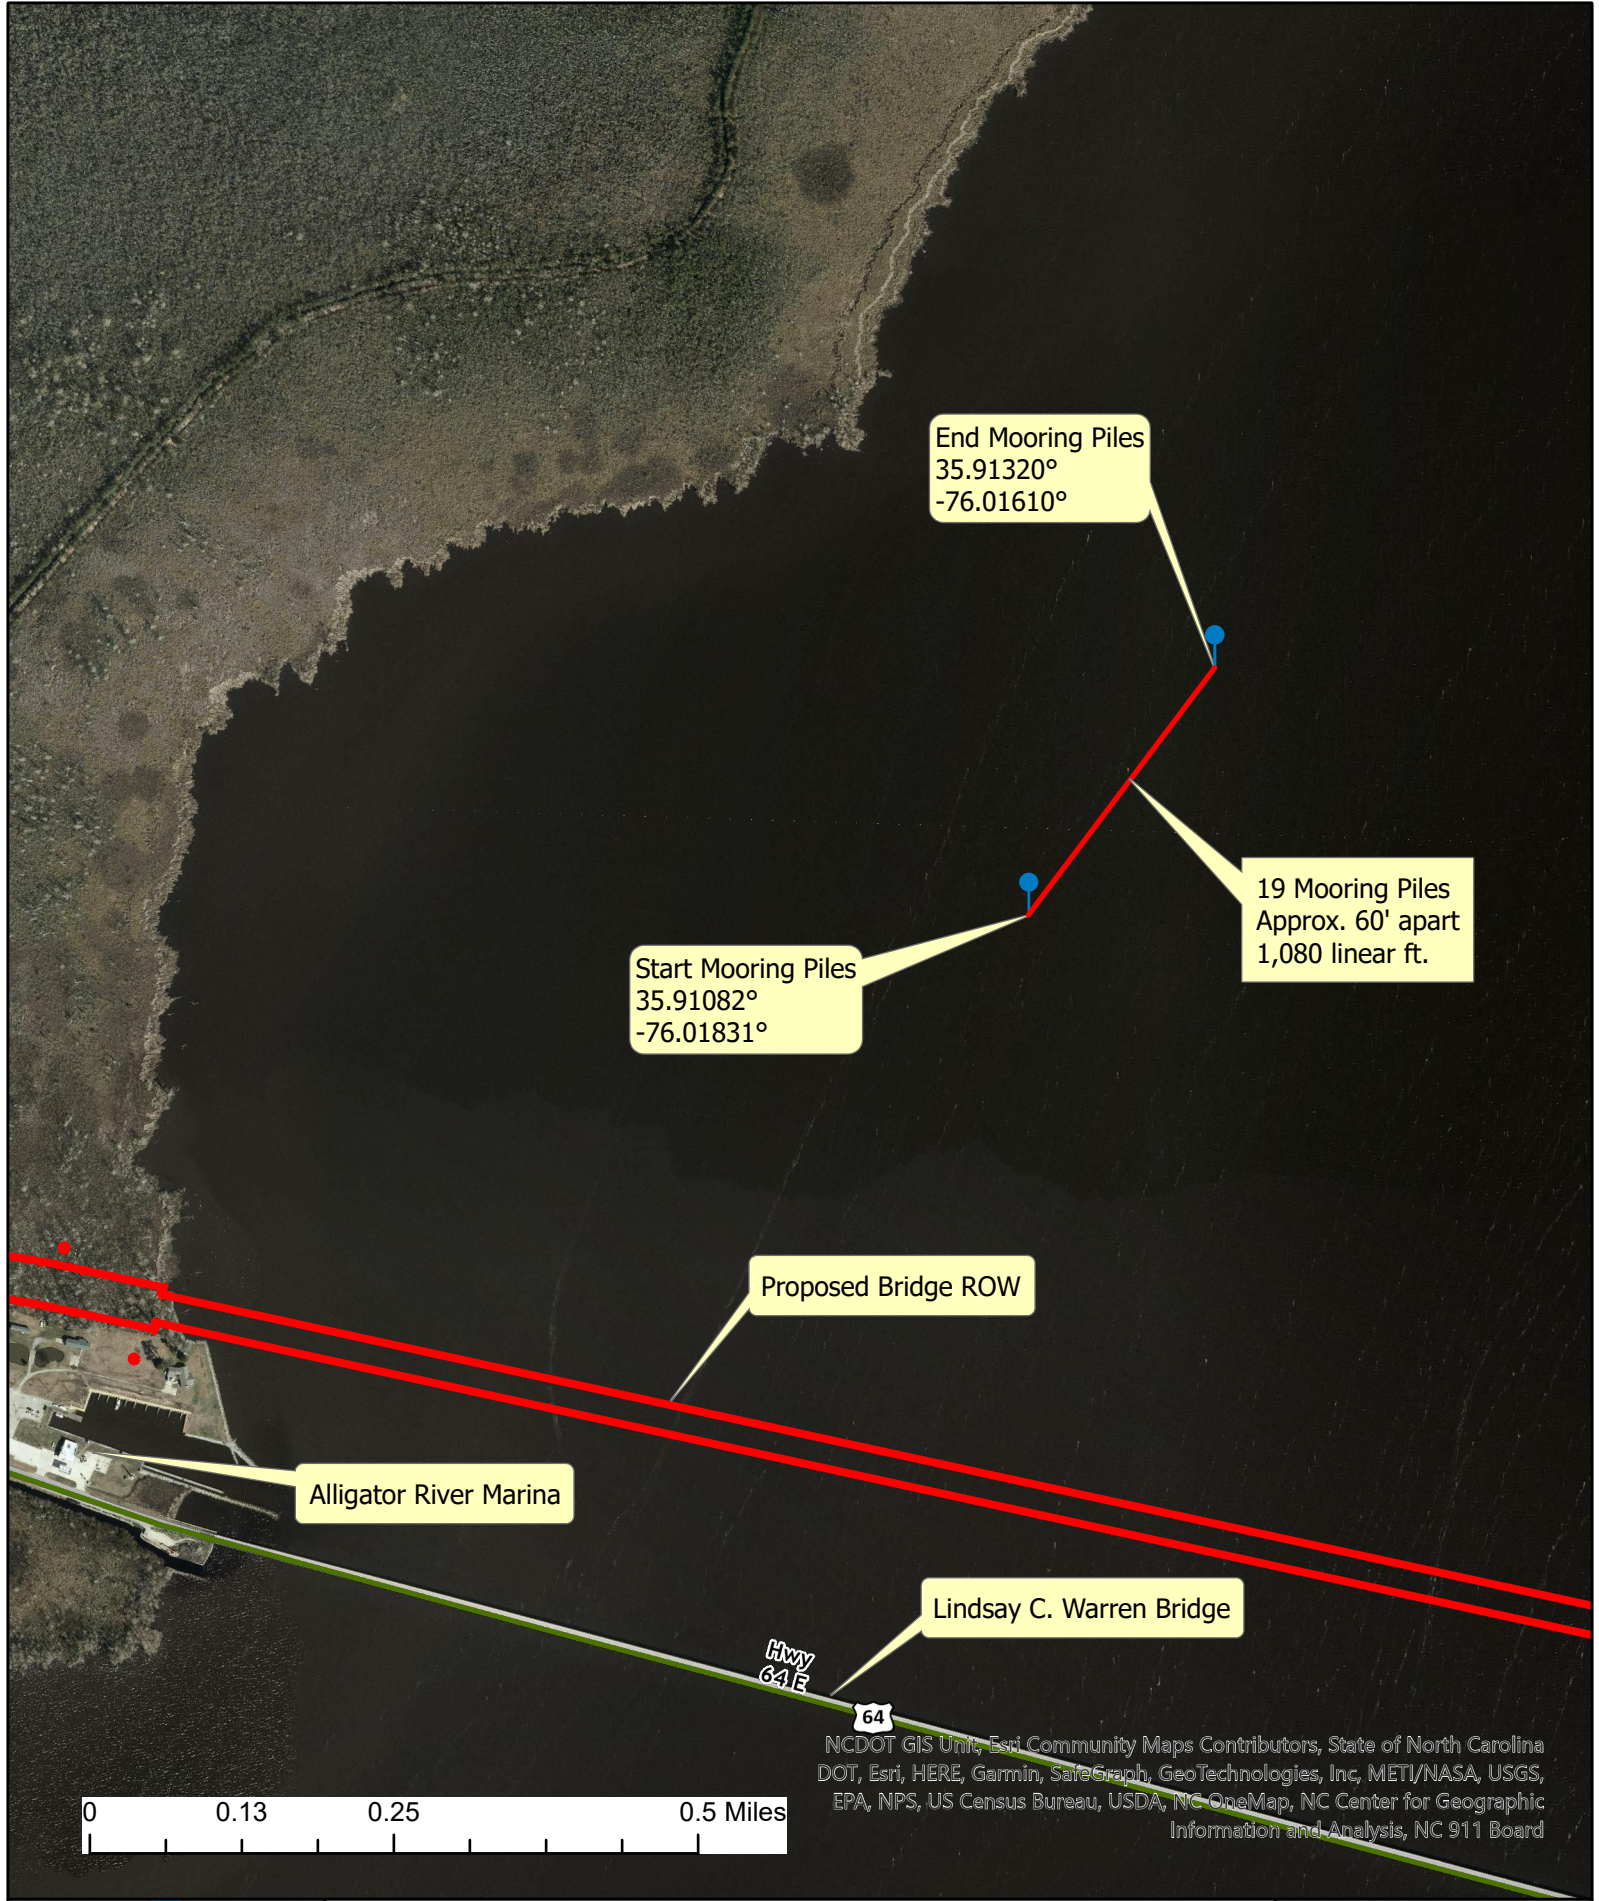 End Mooring Piles
35.91320°
-76.01610°
19 Mooring Piles
Approx. 60' apart
1,080 linear ft.
Start Mooring Piles
35.91082°
-76.01831°
Proposed Bridge ROW
Alligator River Marina
Lindsay C. Warren Bridge
Hwy
64 E
64
NCDOT GIS Unit, Esri Community Maps Contributors, State of North Carolina
DOT, Esri, HERE, Garmin, SafeGraph, GeoTechnologies, Inc, METI/NASA, USGS,
EPA, NPS, US Census Bureau, USDA, NC OneMap, NC Center for Geographic
Information and Analysis, NC 911 Board
0 0.13 0.25 0.5 Miles